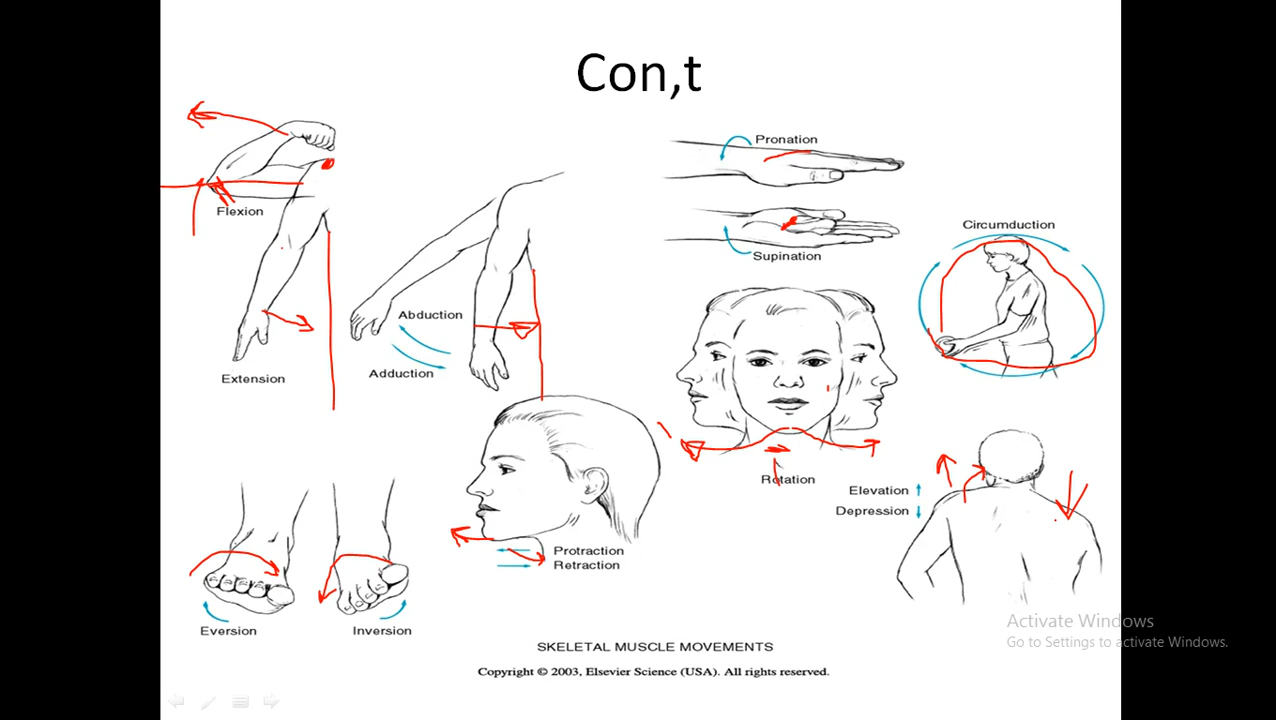 Con,t
Pronation
Flexion
Circumduction
Supination
Abduction
Adduction
Extension
Rotation
Elevation
Depression
Protraction
Retraction
Eversion
Inversion
Activate Windows
Go to Settings to activate Windows.
SKELETAL MUSCLE MOVEMENTS
Copyright © 2003, Elsevier Science (USA). All rights reserved.